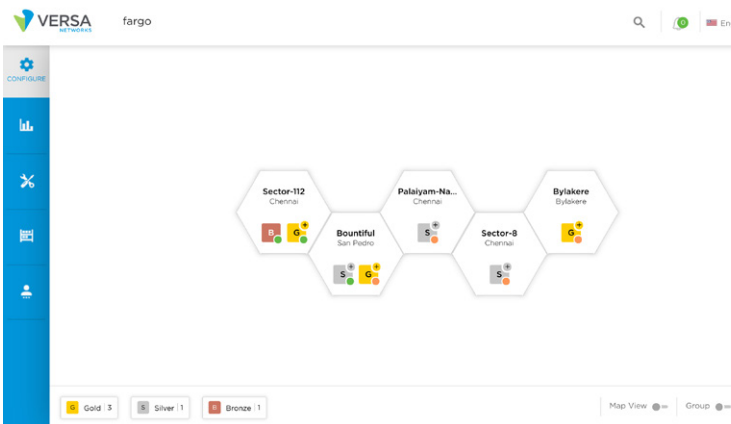 VERSA
NETWORKS
fargo
0
En
CONFIGURE
Sector-112
Chennai
B G+
Bountiful
San Pedro
S+ G+
Palaiyam-Na...
Chennai
S+
Sector-8
Chennai
S+
Bylakere
Bylakere
G+
G Gold | 3
S Silver | 1
B Bronze | 1
Map View
Group